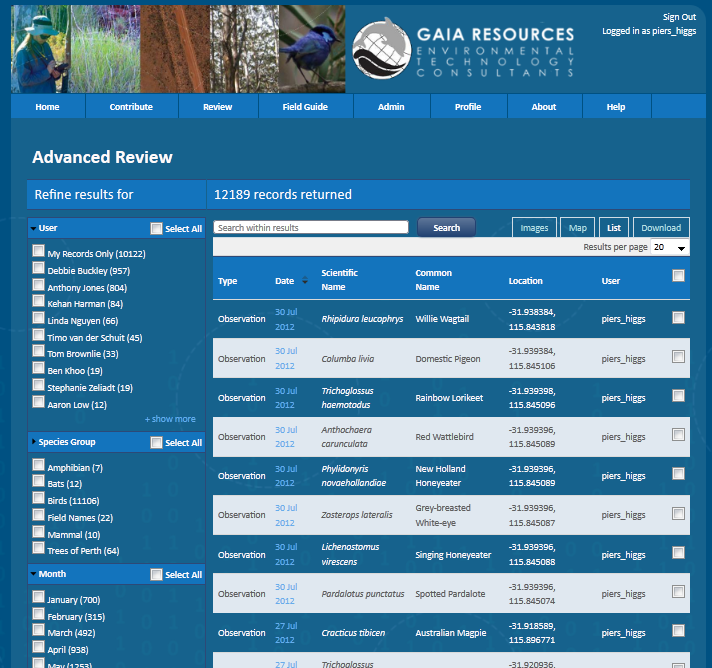 Sign Out
Logged in as piers_higgs
GAIA RESOURCES
ENVIRONMENTAL
TECHNOLOGY
CONSULTANTS
Home Contribute Review Field Guide Admin Profile About Help
Advanced Review
Refine results for
12189 records returned
User Select All
My Records Only (10122)
Debbie Buckley (957)
Anthony Jones (804)
Kehan Harman (84)
Linda Nguyen (66)
Timo van der Schuit (45)
Tom Brownlie (33)
Ben Khoo (19)
Stephanie Zeliadt (19)
Aaron Low (12)
+ show more
Species Group Select All
Amphibian (7)
Bats (12)
Birds (11106)
Field Names (22)
Mammal (10)
Trees of Perth (64)
Month Select All
January (700)
February (315)
March (492)
April (938)
May (1253)
Search within results Search Images Map List Download
Results per page 20
Type Date Scientific Name Common Name Location User
Observation 30 Jul 2012 Rhipidura leucophrys Willie Wagtail -31.938384, 115.843818 piers_higgs
Observation 30 Jul 2012 Columba livia Domestic Pigeon -31.939384, 115.845106 piers_higgs
Observation 30 Jul 2012 Trichoglossus haemotodus Rainbow Lorikeet -31.939398, 115.845096 piers_higgs
Observation 30 Jul 2012 Anthochaera carunculata Red Wattlebird -31.939396, 115.845089 piers_higgs
Observation 30 Jul 2012 Phylidonyris novaehollandiae New Holland Honeyeater -31.939396, 115.845089 piers_higgs
Observation 30 Jul 2012 Zosterops lateralis Grey-breasted White-eye -31.939396, 115.845087 piers_higgs
Observation 30 Jul 2012 Lichenostomus virescens Singing Honeyeater -31.939396, 115.845088 piers_higgs
Observation 30 Jul 2012 Pardalotus punctatus Spotted Pardalote -31.939396, 115.845074 piers_higgs
Observation 27 Jul 2012 Cracticus tibicen Australian Magpie -31.918589, 115.896771 piers_higgs
27 Jul Trichoglossus -31.920936,